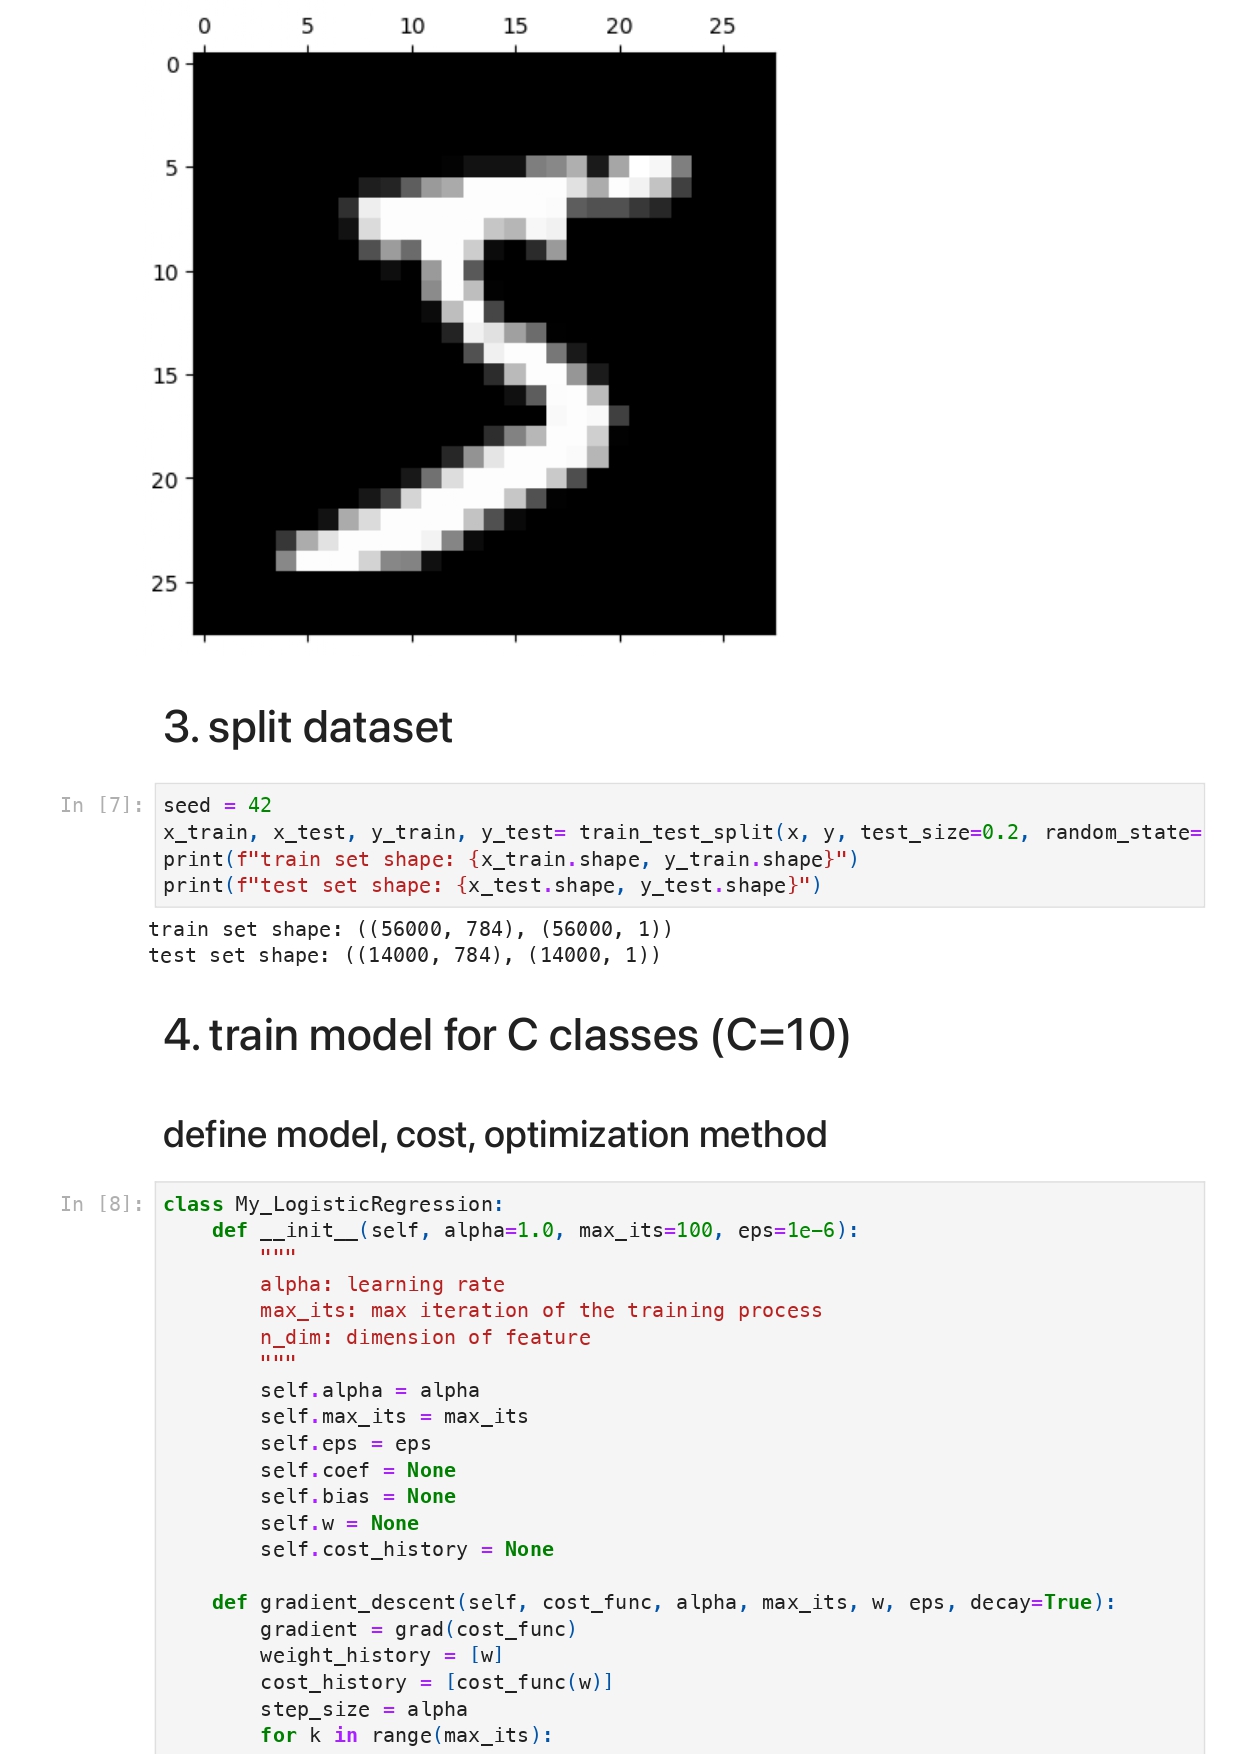 0 5 10 15 20 25
0
5
10
15
20
25
3. split dataset
In [7]:
seed = 42
x_train, x_test, y_train, y_test= train_test_split(x, y, test_size=0.2, random_state=
print(f"train set shape: {x_train.shape, y_train.shape}")
print(f"test set shape: {x_test.shape, y_test.shape}")
train set shape: ((56000, 784), (56000, 1))
test set shape: ((14000, 784), (14000, 1))
4. train model for C classes (C=10)
define model, cost, optimization method
In [8]:
class My_LogisticRegression:
    def __init__(self, alpha=1.0, max_its=100, eps=1e-6):
        """
        alpha: learning rate
        max_its: max iteration of the training process
        n_dim: dimension of feature
        """
        self.alpha = alpha
        self.max_its = max_its
        self.eps = eps
        self.coef = None
        self.bias = None
        self.w = None
        self.cost_history = None
    def gradient_descent(self, cost_func, alpha, max_its, w, eps, decay=True):
        gradient = grad(cost_func)
        weight_history = [w]
        cost_history = [cost_func(w)]
        step_size = alpha
        for k in range(max_its):